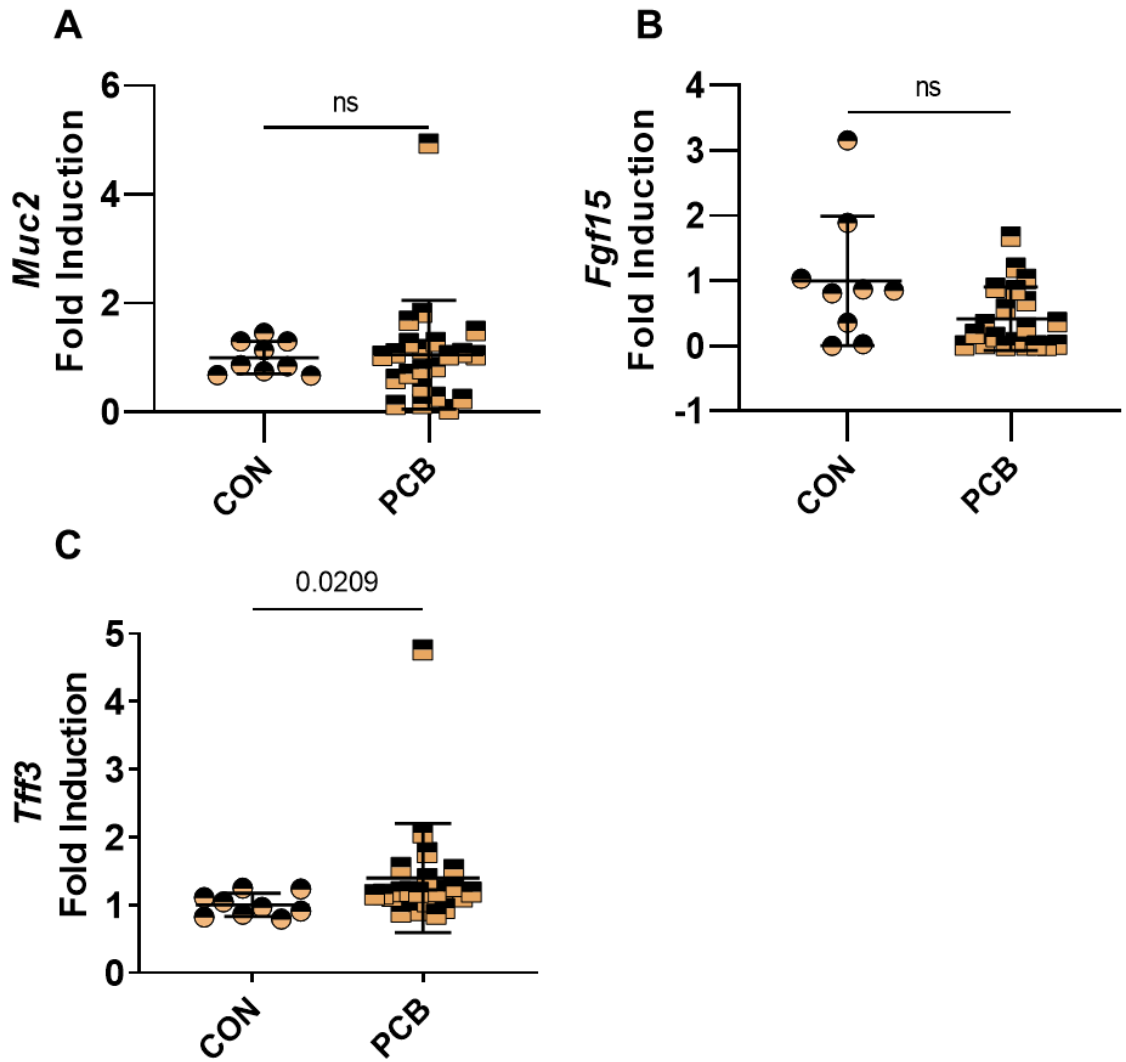 A
Muc2
Fold Induction
6
4
2
0
ns
CON
PCB
B
Fgf15
Fold Induction
4
3
2
1
0
-1
ns
CON
PCB
C
Tff3
Fold Induction
5
4
3
2
1
0
0.0209
CON
PCB